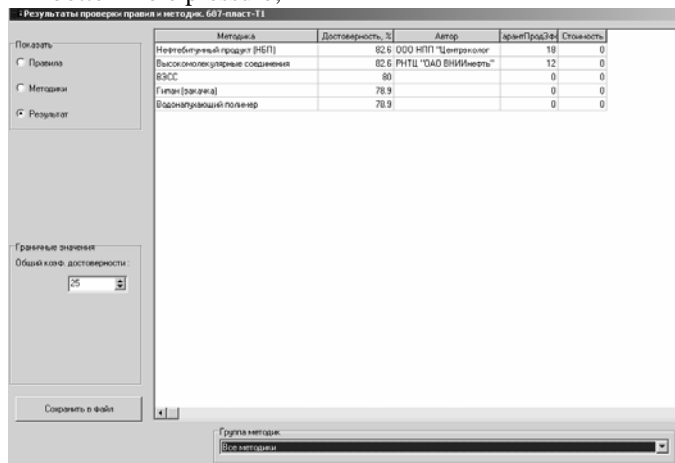 Результаты проверки правил и методик. 607-пласт-Т1
Показать
Правила
Методики
Результат
Методика Достоверность, % Автор Стоимость
Нефтебитумный продукт (НБП) 82.6 ООО НПП "Центрэколог 18 0
Высокомолекулярные соединения 82.6 РНТЦ "ОАО ВНИИнефть" 12 0
ВЭСС 80 0 0
Гипан (закачка) 78.9 0 0
Водонапухающий полимер 78.9 0 0
Граничные значения
Общий коэф. достоверности :
25
Сохранить в файл
Группа методик
Все методики